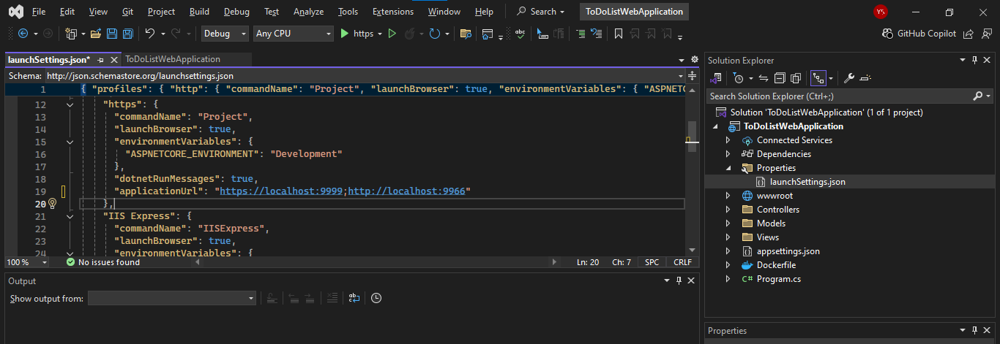 File Edit View Git Project Build Debug Test Analyze Tools Extensions Window Help Search ToDoListWebApplication YS
Debug Any CPU https GitHub Copilot
launchSettings.json* ToDoListWebApplication
Schema: http://json.schemastore.org/launchsettings.json
1 { "profiles": { "http": { "commandName": "Project", "launchBrowser": true, "environmentVariables": { "ASPNETC
12 "https": {
13 "commandName": "Project",
14 "launchBrowser": true,
15 "environmentVariables": {
16 "ASPNETCORE_ENVIRONMENT": "Development"
17 },
18 "dotnetRunMessages": true,
19 "applicationUrl": "https://localhost:9999;http://localhost:9966"
20 },
21 "IIS Express": {
22 "commandName": "IISExpress",
23 "launchBrowser": true,
24 "environmentVariables": {
100 % No issues found Ln: 20 Ch: 7 SPC CRLF
Output
Show output from:
Solution Explorer
Search Solution Explorer (Ctrl+;)
Solution 'ToDoListWebApplication' (1 of 1 project)
ToDoListWebApplication
Connected Services
Dependencies
Properties
launchSettings.json
wwwroot
Controllers
Models
Views
appsettings.json
Dockerfile
C# Program.cs
Properties